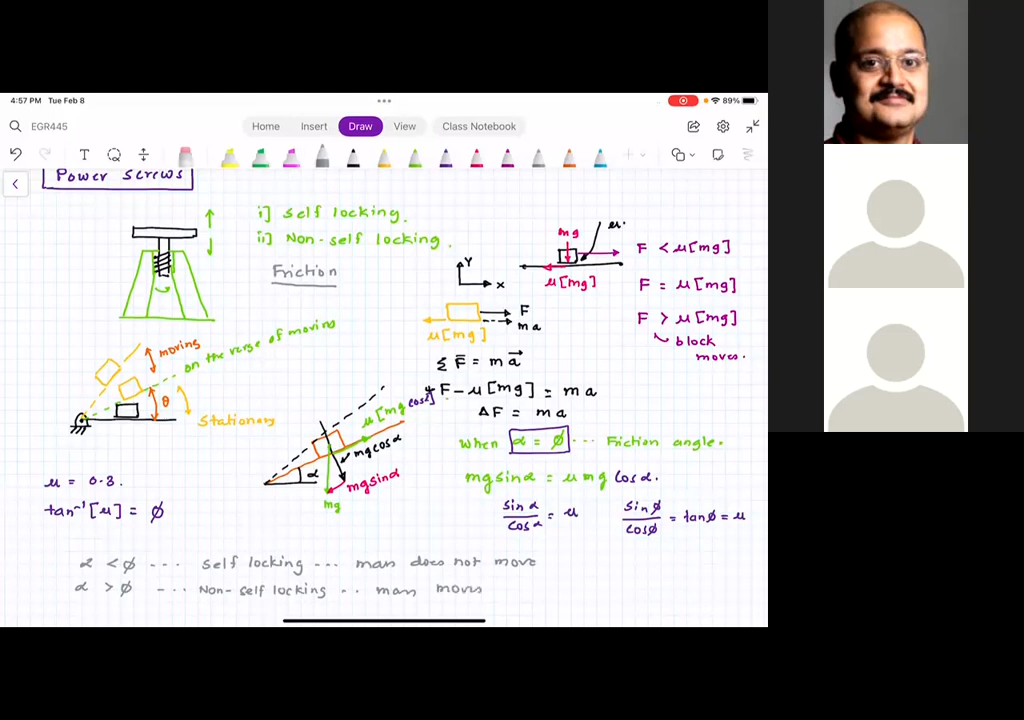 4:57 PM Tue Feb 8
89%
EGR445
Home Insert Draw View Class Notebook
Power screws
i] self locking.
ii] Non-self locking.
Friction
mg
μ[mg]
F < μ[mg]
F = μ[mg]
F > μ[mg]
block moves.
Y
x
F
ma
μ[mg]
Σ F = ma
F - μ[mg] = ma
ΔF = ma
moving
on the verge of moving
θ
Stationary
μ[mg cosα]
mg cosα
mg sinα
α
mg
When α = φ ... Friction angle.
mg sinα = μ mg cosα.
sinα/cosα = μ
sinφ/cosφ = tanφ = μ
μ = 0.3.
tan⁻¹[μ] = φ
α < φ --- self locking --- man does not move
α > φ --- Non-self locking .. man moves